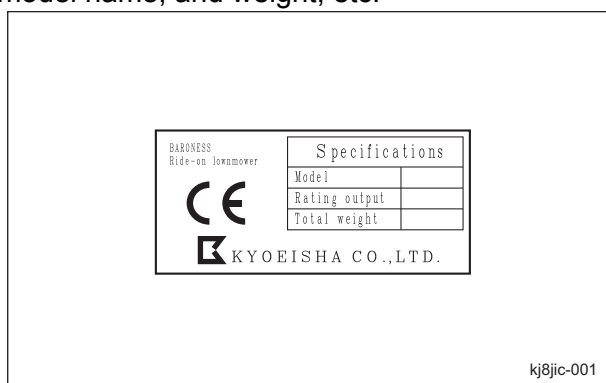 model name, and weight, etc.
BARONESS
Ride-on lownmower
Specifications
Model
Rating output
Total weight
CE
KYOEISHA CO.,LTD.
kj8jic-001